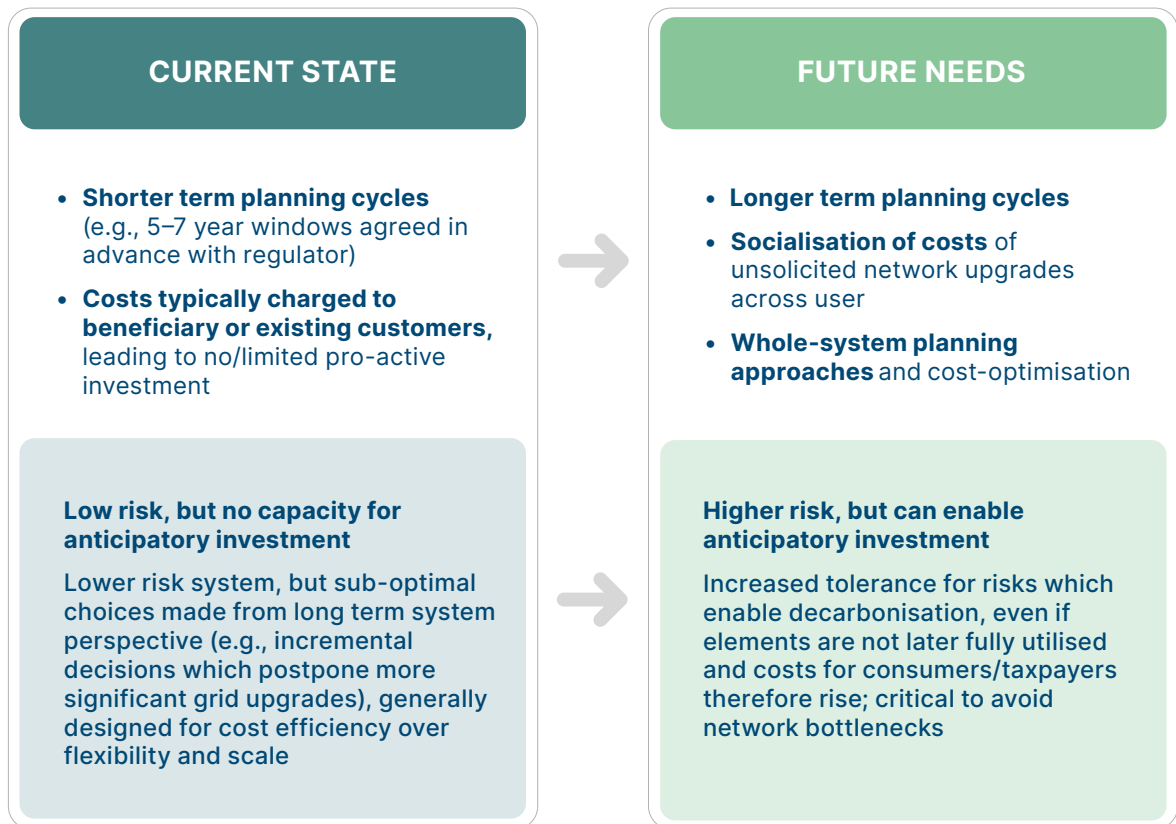 CURRENT STATE
• Shorter term planning cycles
(e.g., 5–7 year windows agreed in
advance with regulator)
• Costs typically charged to
beneficiary or existing customers,
leading to no/limited pro-active
investment
Low risk, but no capacity for
anticipatory investment
Lower risk system, but sub-optimal
choices made from long term system
perspective (e.g., incremental
decisions which postpone more
significant grid upgrades), generally
designed for cost efficiency over
flexibility and scale
FUTURE NEEDS
• Longer term planning cycles
• Socialisation of costs of
unsolicited network upgrades
across user
• Whole-system planning
approaches and cost-optimisation
Higher risk, but can enable
anticipatory investment
Increased tolerance for risks which
enable decarbonisation, even if
elements are not later fully utilised
and costs for consumers/taxpayers
therefore rise; critical to avoid
network bottlenecks